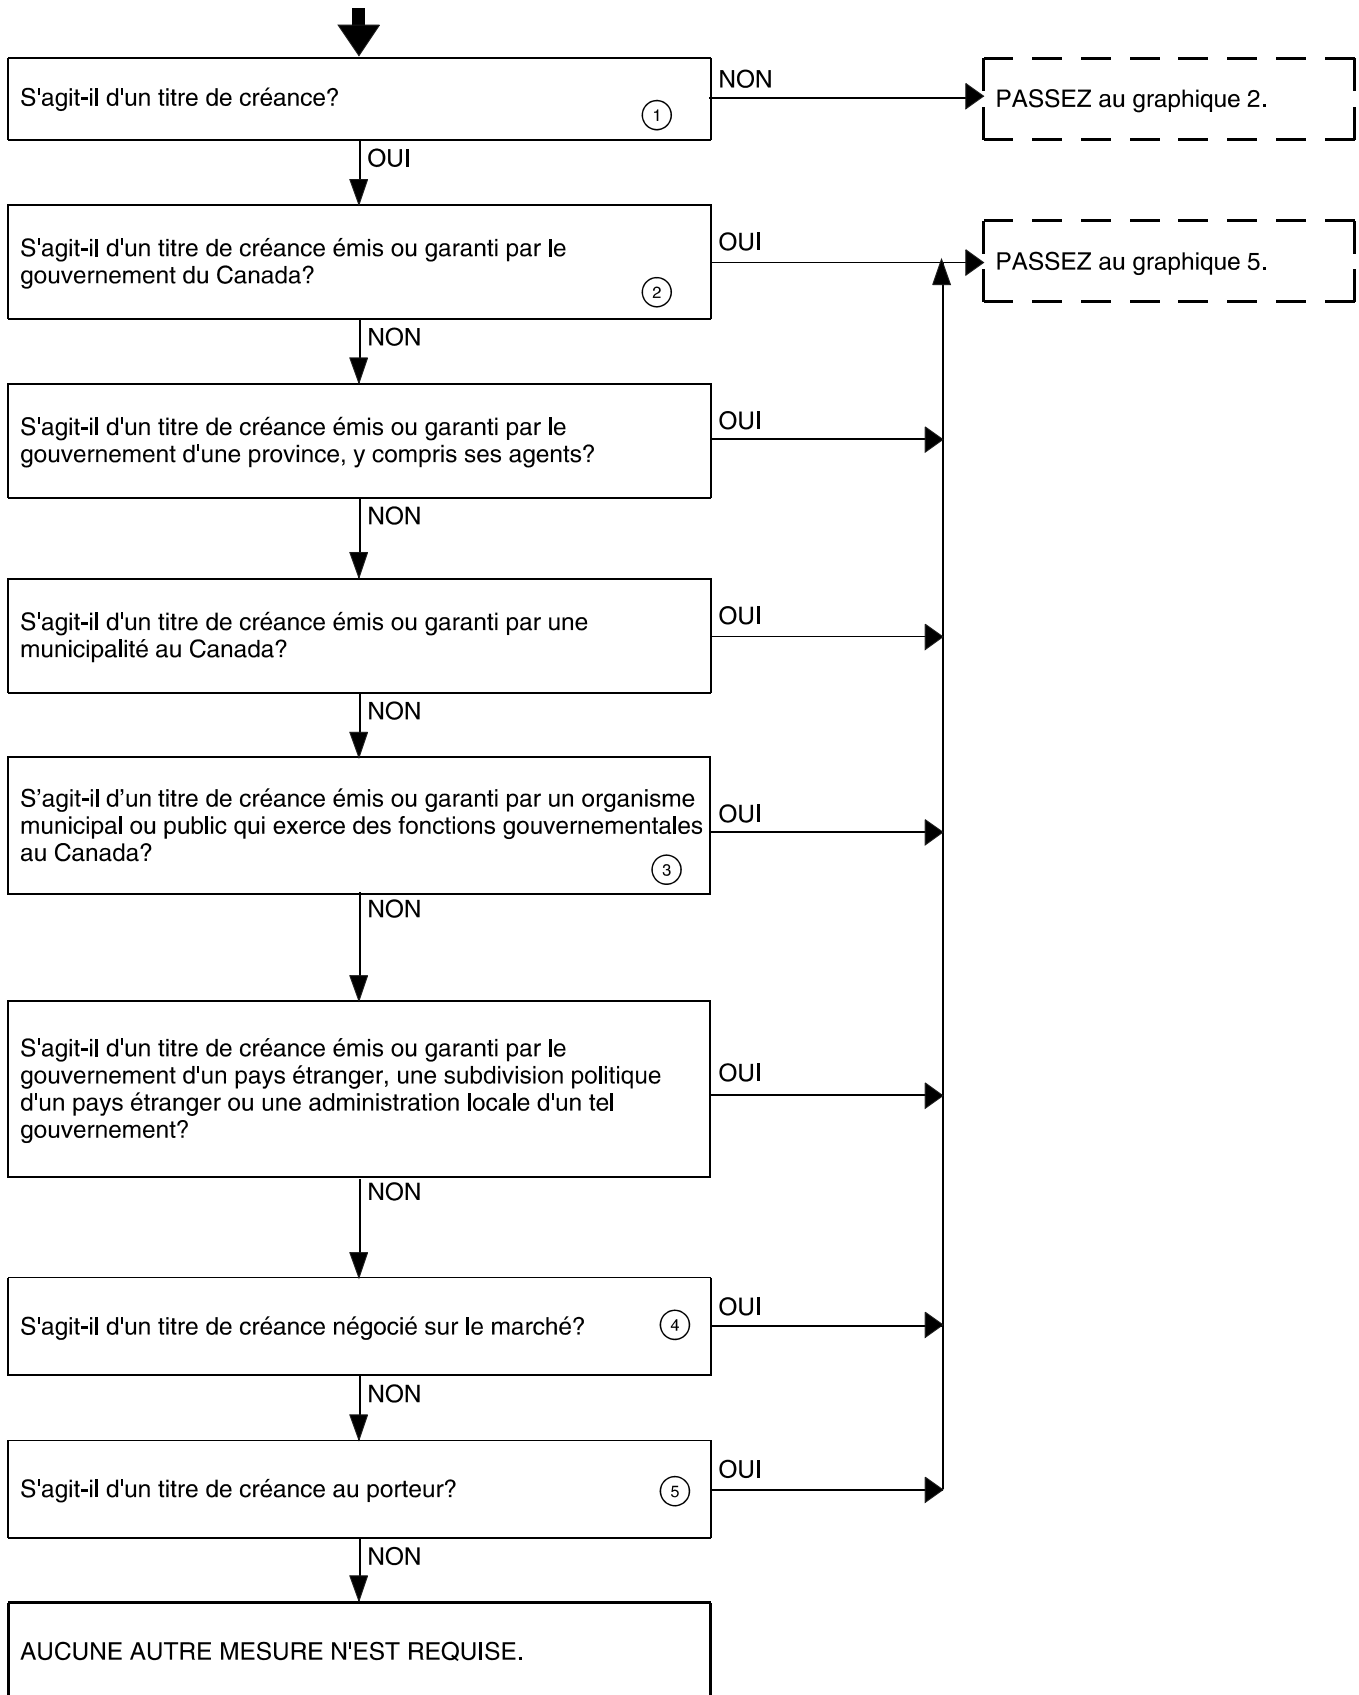 S'agit-il d'un titre de créance?
1
NON
PASSEZ au graphique 2.
OUI
S'agit-il d'un titre de créance émis ou garanti par le
gouvernement du Canada?
2
OUI
PASSEZ au graphique 5.
NON
S'agit-il d'un titre de créance émis ou garanti par le
gouvernement d'une province, y compris ses agents?
OUI
NON
S'agit-il d'un titre de créance émis ou garanti par une
municipalité au Canada?
OUI
NON
S’agit-il d’un titre de créance émis ou garanti par un organisme
municipal ou public qui exerce des fonctions gouvernementales
au Canada?
3
OUI
NON
S'agit-il d'un titre de créance émis ou garanti par le
gouvernement d'un pays étranger, une subdivision politique
d'un pays étranger ou une administration locale d'un tel
gouvernement?
OUI
NON
S'agit-il d'un titre de créance négocié sur le marché?
4
OUI
NON
S'agit-il d'un titre de créance au porteur?
5
OUI
NON
AUCUNE AUTRE MESURE N'EST REQUISE.